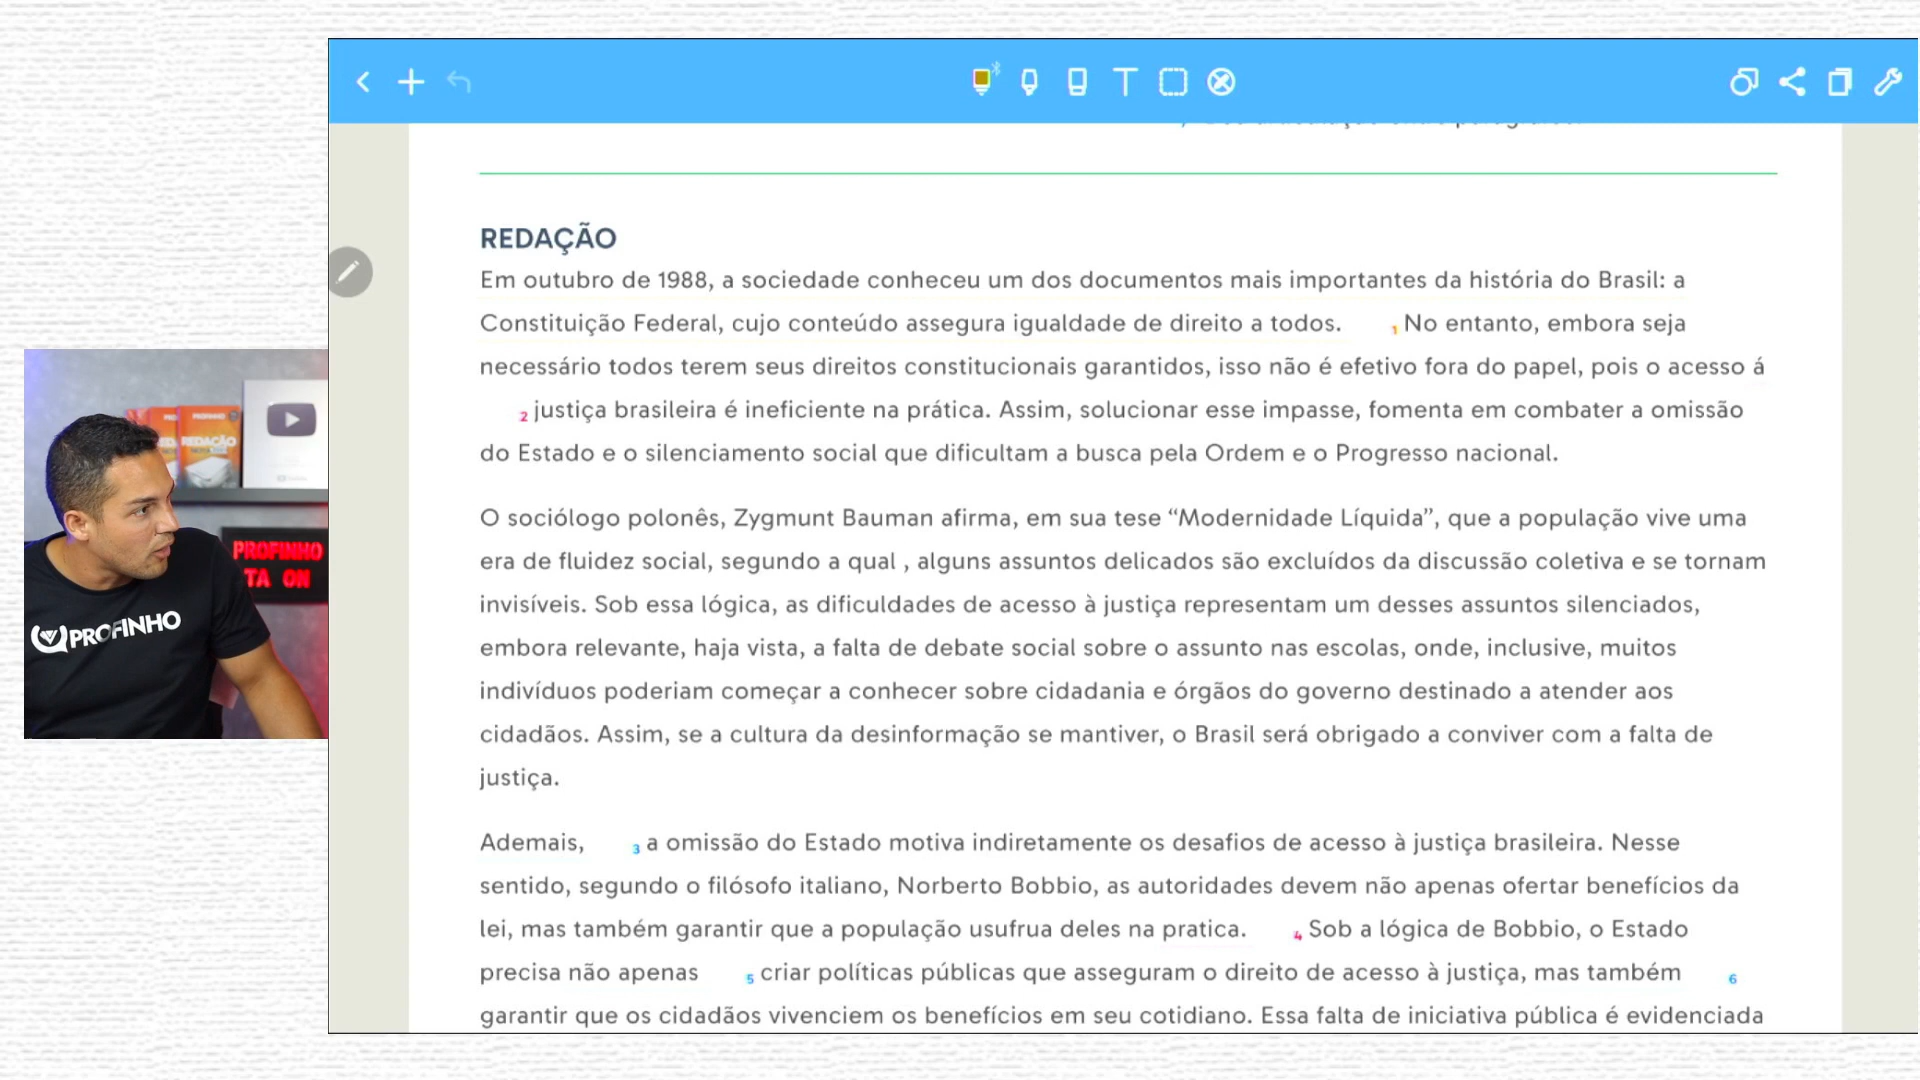 REDAÇÃO
Em outubro de 1988, a sociedade conheceu um dos documentos mais importantes da história do Brasil: a
Constituição Federal, cujo conteúdo assegura igualdade de direito a todos. 1 No entanto, embora seja
necessário todos terem seus direitos constitucionais garantidos, isso não é efetivo fora do papel, pois o acesso á
2 justiça brasileira é ineficiente na prática. Assim, solucionar esse impasse, fomenta em combater a omissão
do Estado e o silenciamento social que dificultam a busca pela Ordem e o Progresso nacional.
O sociólogo polonês, Zygmunt Bauman afirma, em sua tese “Modernidade Líquida”, que a população vive uma
era de fluidez social, segundo a qual , alguns assuntos delicados são excluídos da discussão coletiva e se tornam
invisíveis. Sob essa lógica, as dificuldades de acesso à justiça representam um desses assuntos silenciados,
embora relevante, haja vista, a falta de debate social sobre o assunto nas escolas, onde, inclusive, muitos
indivíduos poderiam começar a conhecer sobre cidadania e órgãos do governo destinado a atender aos
cidadãos. Assim, se a cultura da desinformação se mantiver, o Brasil será obrigado a conviver com a falta de
justiça.
Ademais, 3 a omissão do Estado motiva indiretamente os desafios de acesso à justiça brasileira. Nesse
sentido, segundo o filósofo italiano, Norberto Bobbio, as autoridades devem não apenas ofertar benefícios da
lei, mas também garantir que a população usufrua deles na pratica. 4 Sob a lógica de Bobbio, o Estado
precisa não apenas 5 criar políticas públicas que asseguram o direito de acesso à justiça, mas também 6
garantir que os cidadãos vivenciem os benefícios em seu cotidiano. Essa falta de iniciativa pública é evidenciada
REDAÇÃO
PROFINHO
TA ON
PROFINHO